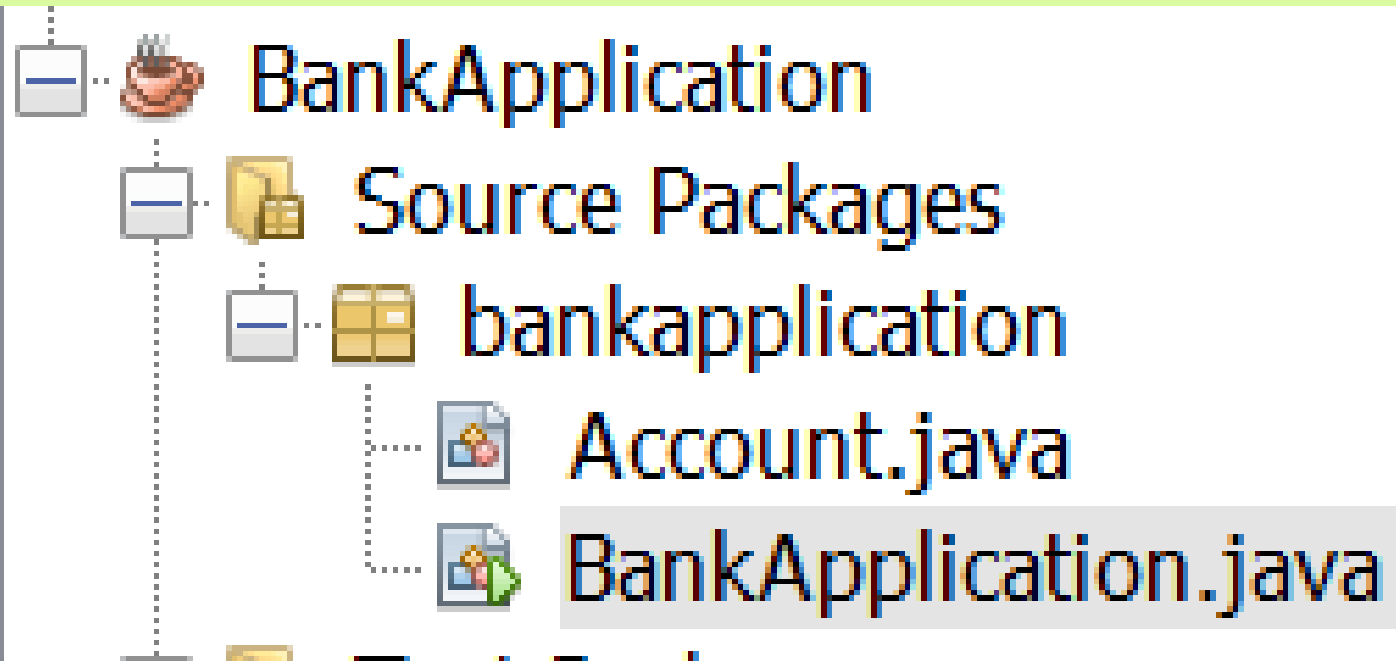 BankApplication
Source Packages
bankapplication
Account.java
BankApplication.java